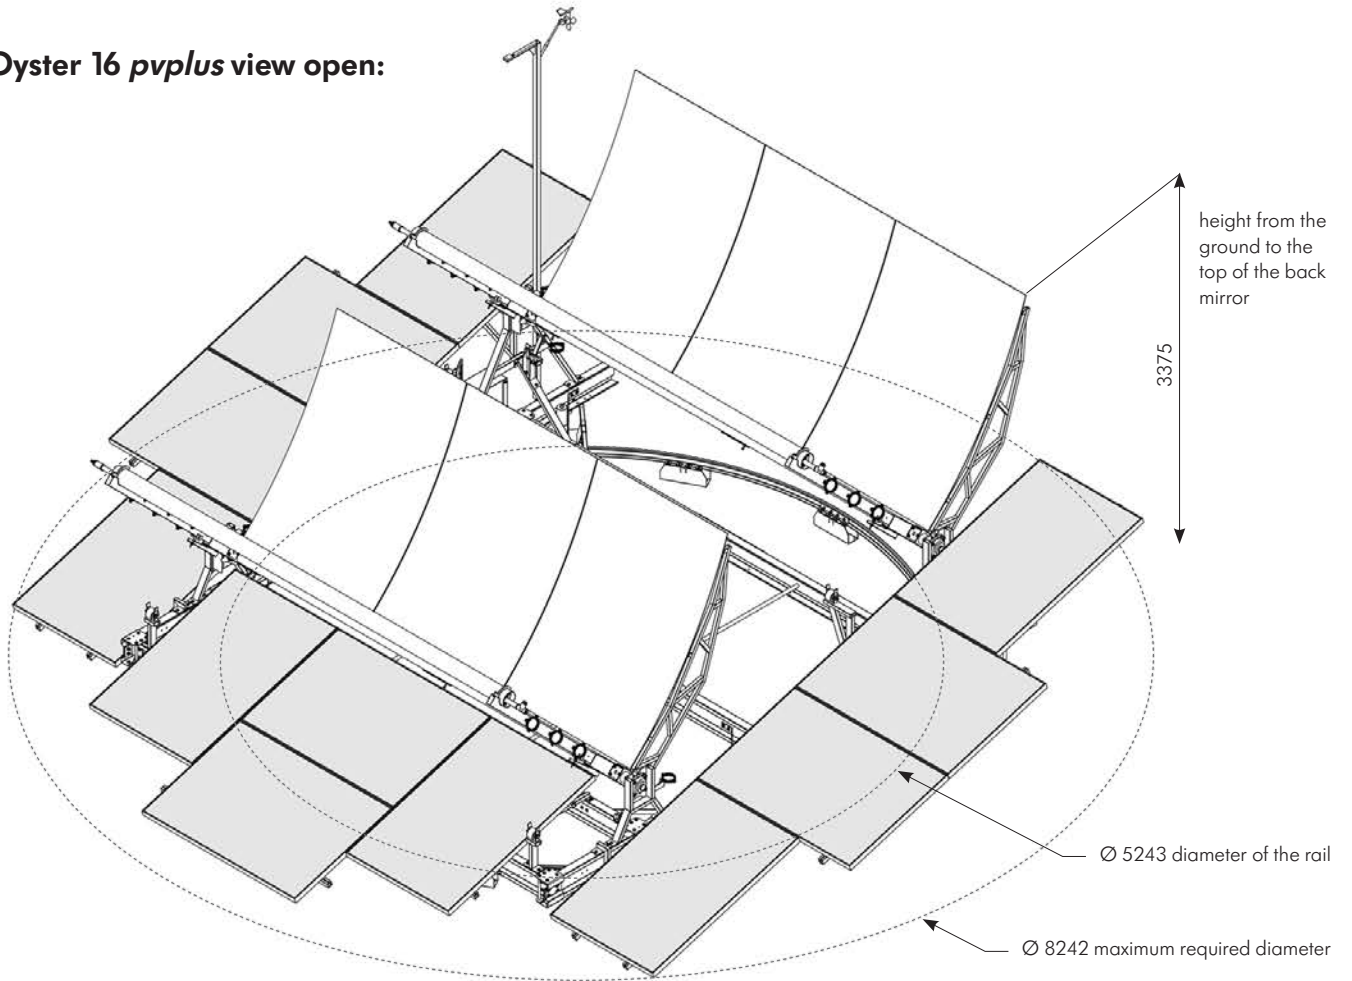 Oyster 16 pvplus view open:
height from the
ground to the
top of the back
mirror
3375
Ø 5243 diameter of the rail
Ø 8242 maximum required diameter